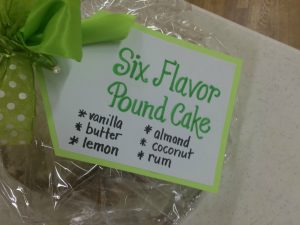 Six Flavor
Pound Cake
* vanilla
* butter
* lemon
* almond
* coconut
* rum